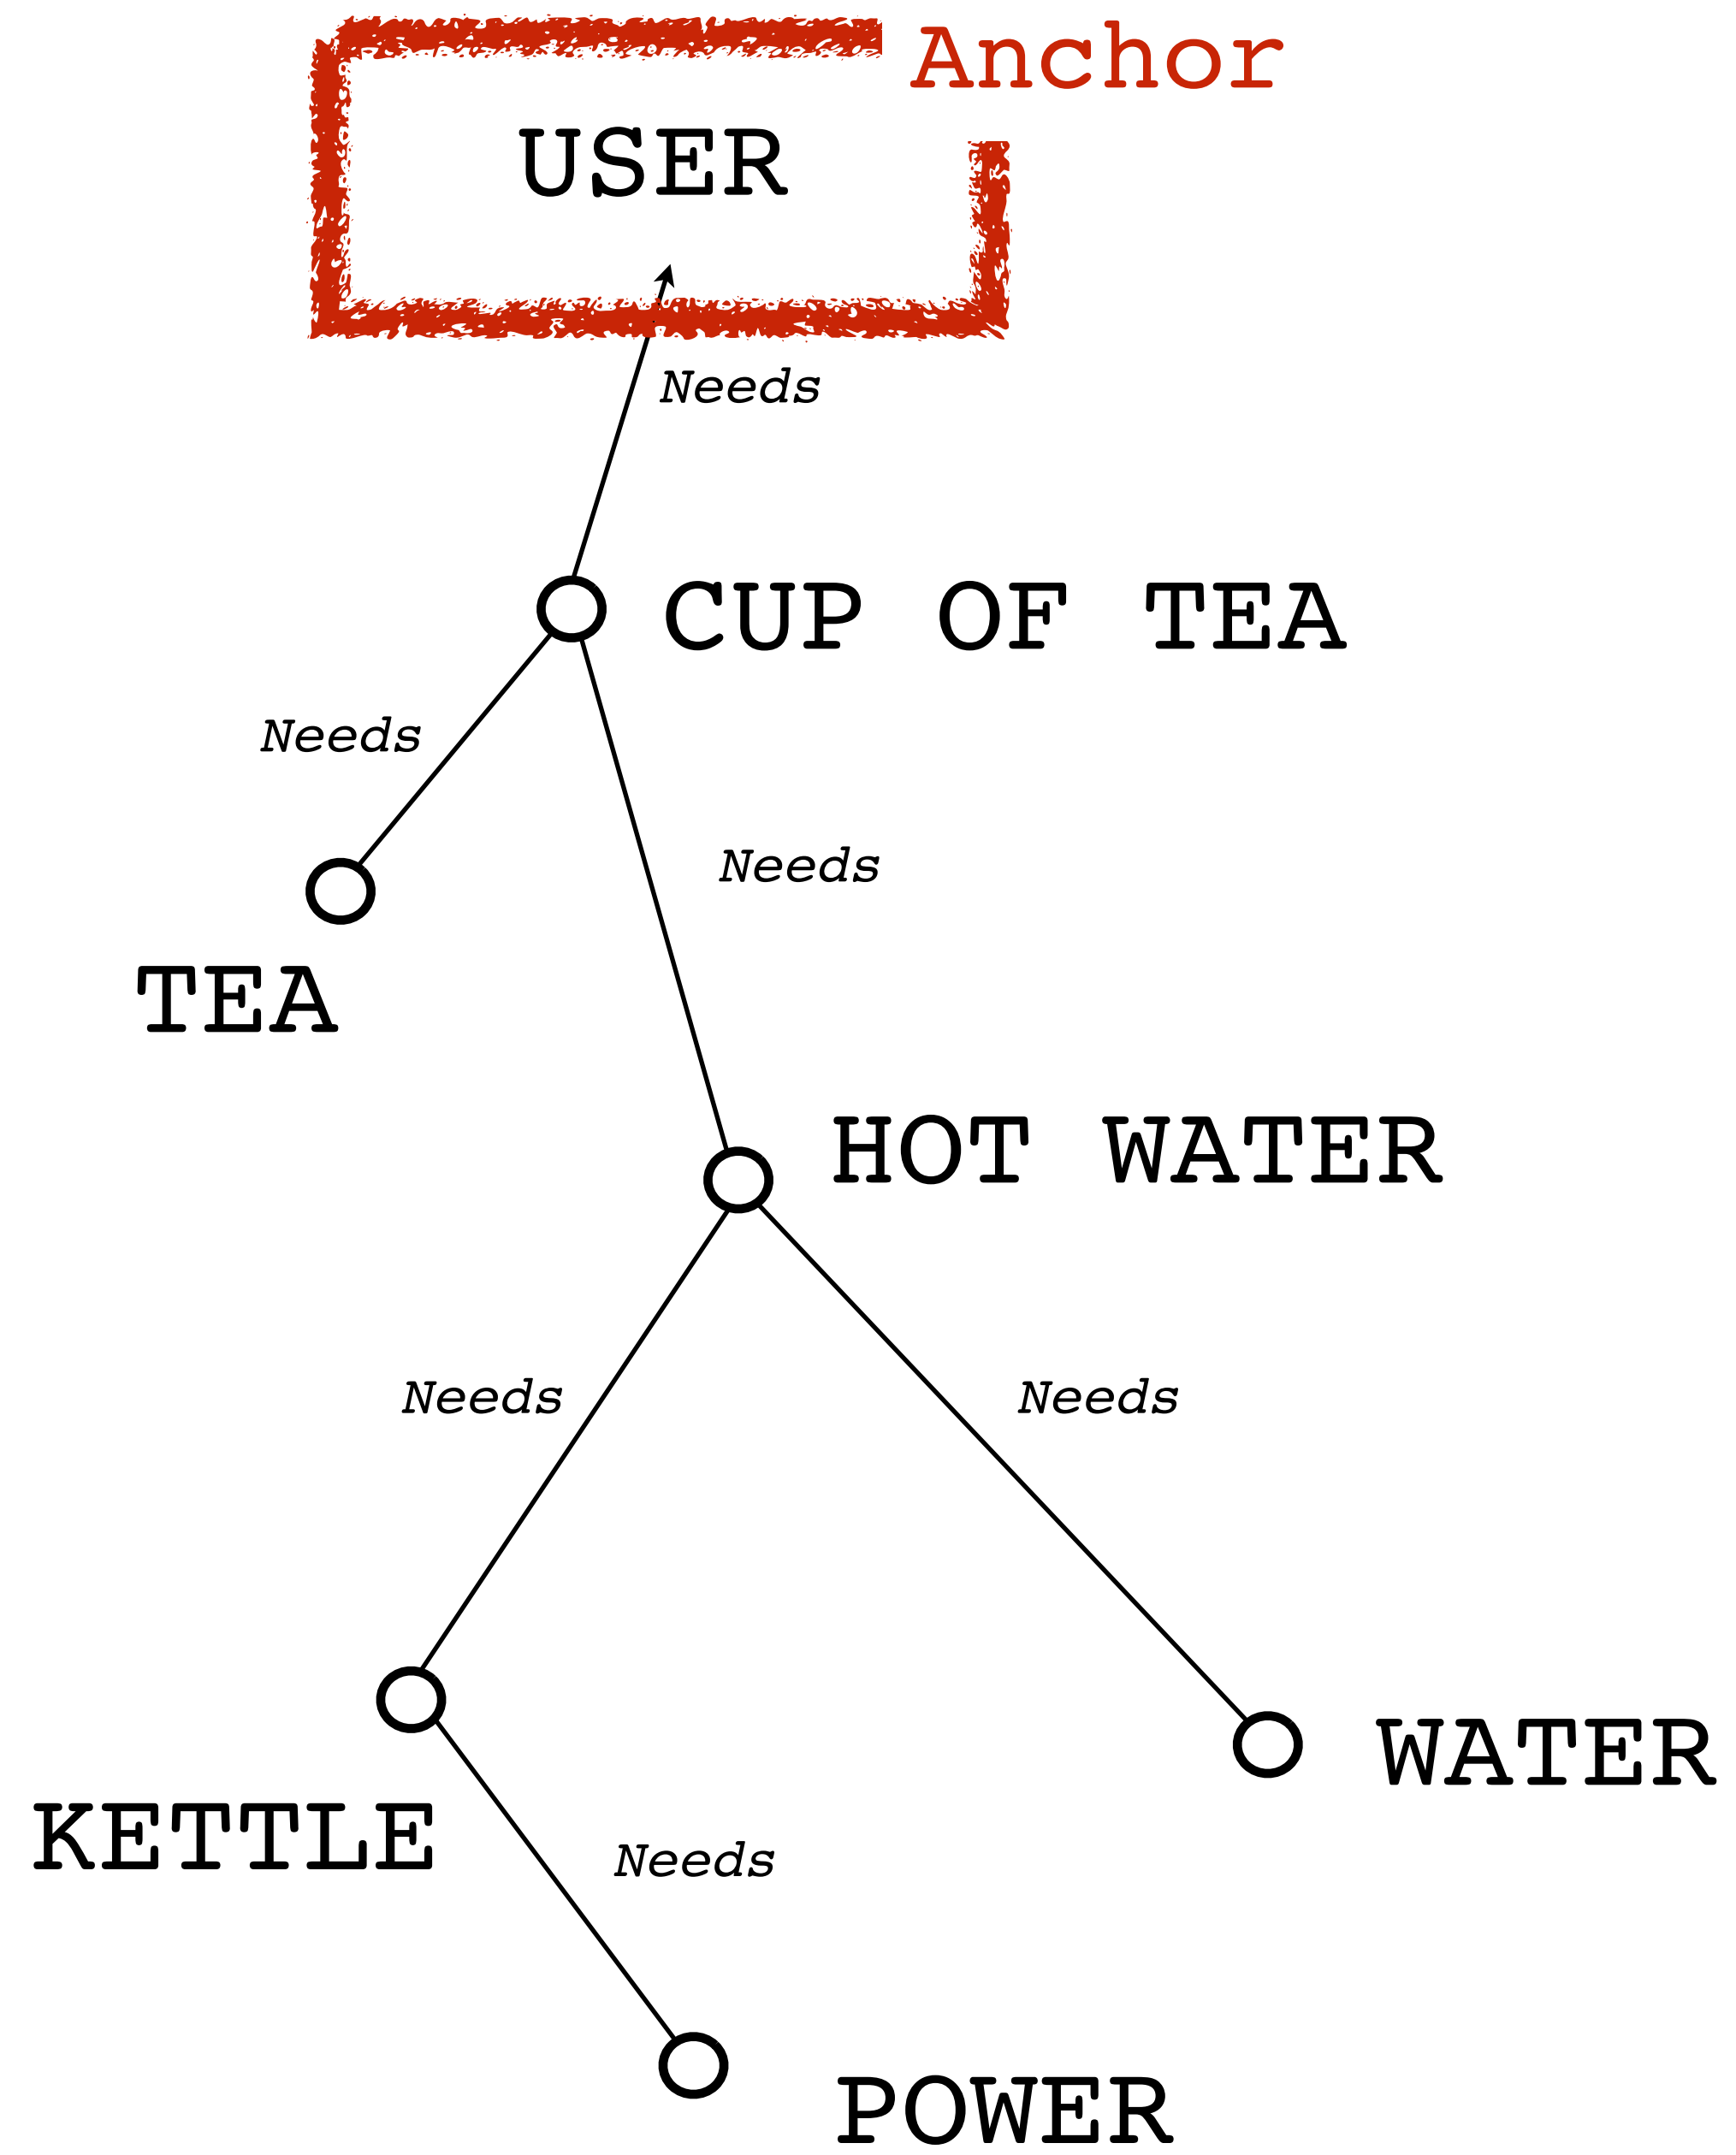 Anchor
USER
Needs
CUP OF TEA
Needs
Needs
TEA
HOT WATER
Needs
Needs
WATER
KETTLE
Needs
POWER